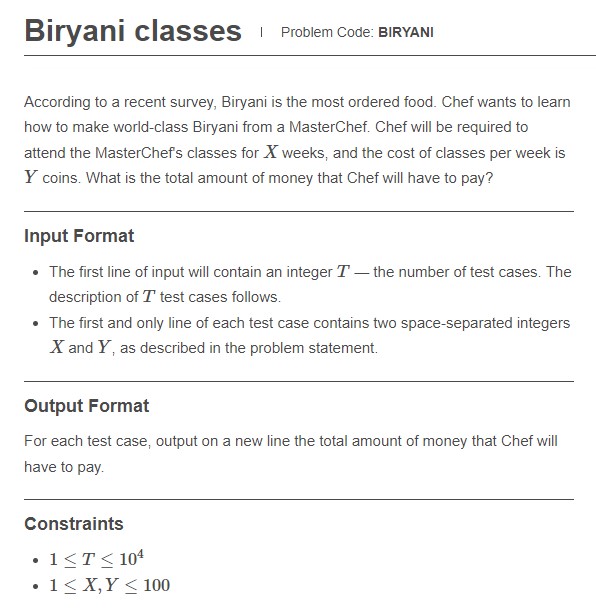 Biryani classes | Problem Code: BIRYANI
According to a recent survey, Biryani is the most ordered food. Chef wants to learn
how to make world-class Biryani from a MasterChef. Chef will be required to
attend the MasterChef's classes for X weeks, and the cost of classes per week is
Y coins. What is the total amount of money that Chef will have to pay?
Input Format
• The first line of input will contain an integer T — the number of test cases. The
description of T test cases follows.
• The first and only line of each test case contains two space-separated integers
X and Y, as described in the problem statement.
Output Format
For each test case, output on a new line the total amount of money that Chef will
have to pay.
Constraints
• 1 ≤ T ≤ 10⁴
• 1 ≤ X, Y ≤ 100